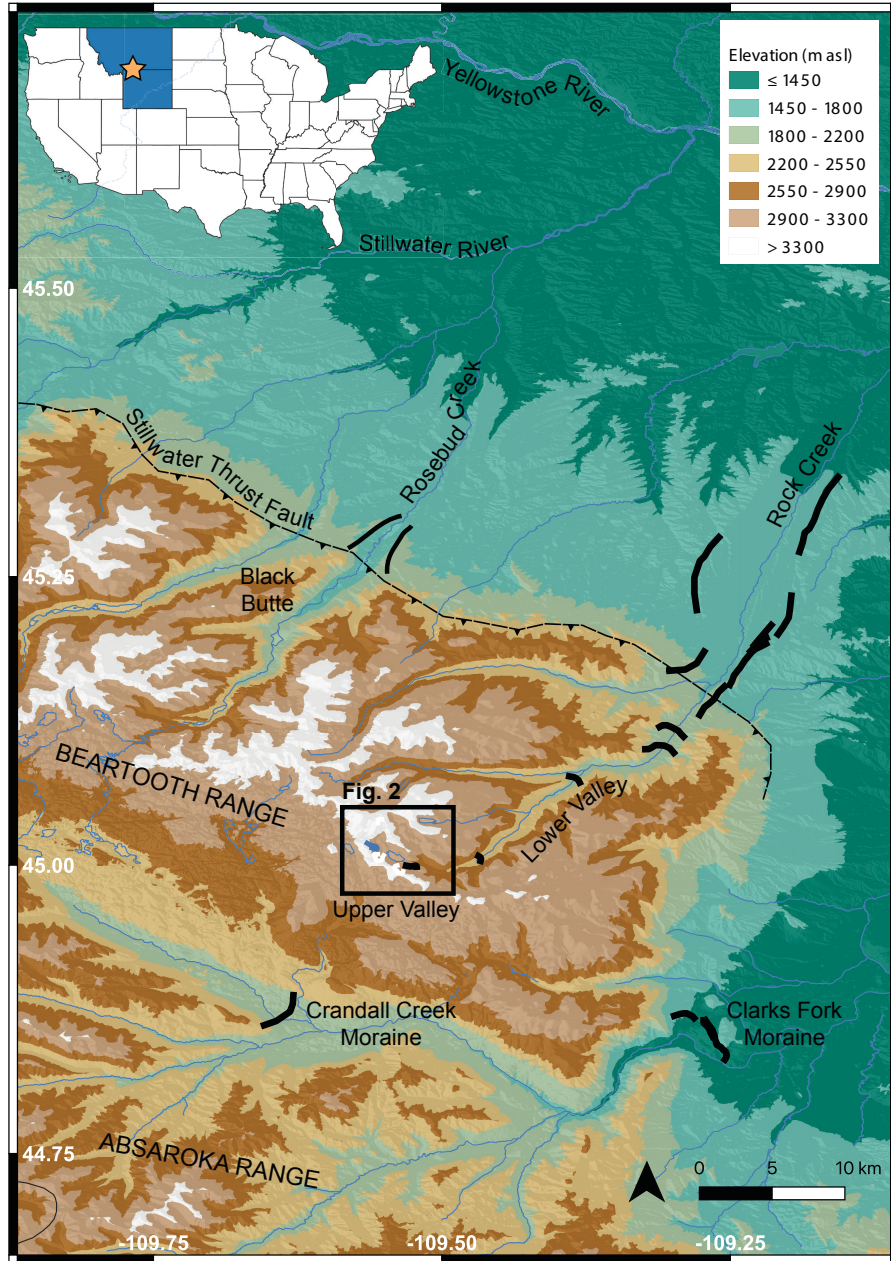 Elevation (m asl)
≤ 1450
1450 - 1800
1800 - 2200
2200 - 2550
2550 - 2900
2900 - 3300
> 3300
Yellowstone River
Stillwater River
45.50
Rosebud Creek
Stillwater Thrust Fault
Rock Creek
45.25
Black
Butte
BEARTOOTH RANGE
Fig. 2
Lower Valley
45.00
Upper Valley
Crandall Creek
Moraine
Clarks Fork
Moraine
44.75
ABSAROKA RANGE
0 5 10 km
-109.75 -109.50 -109.25